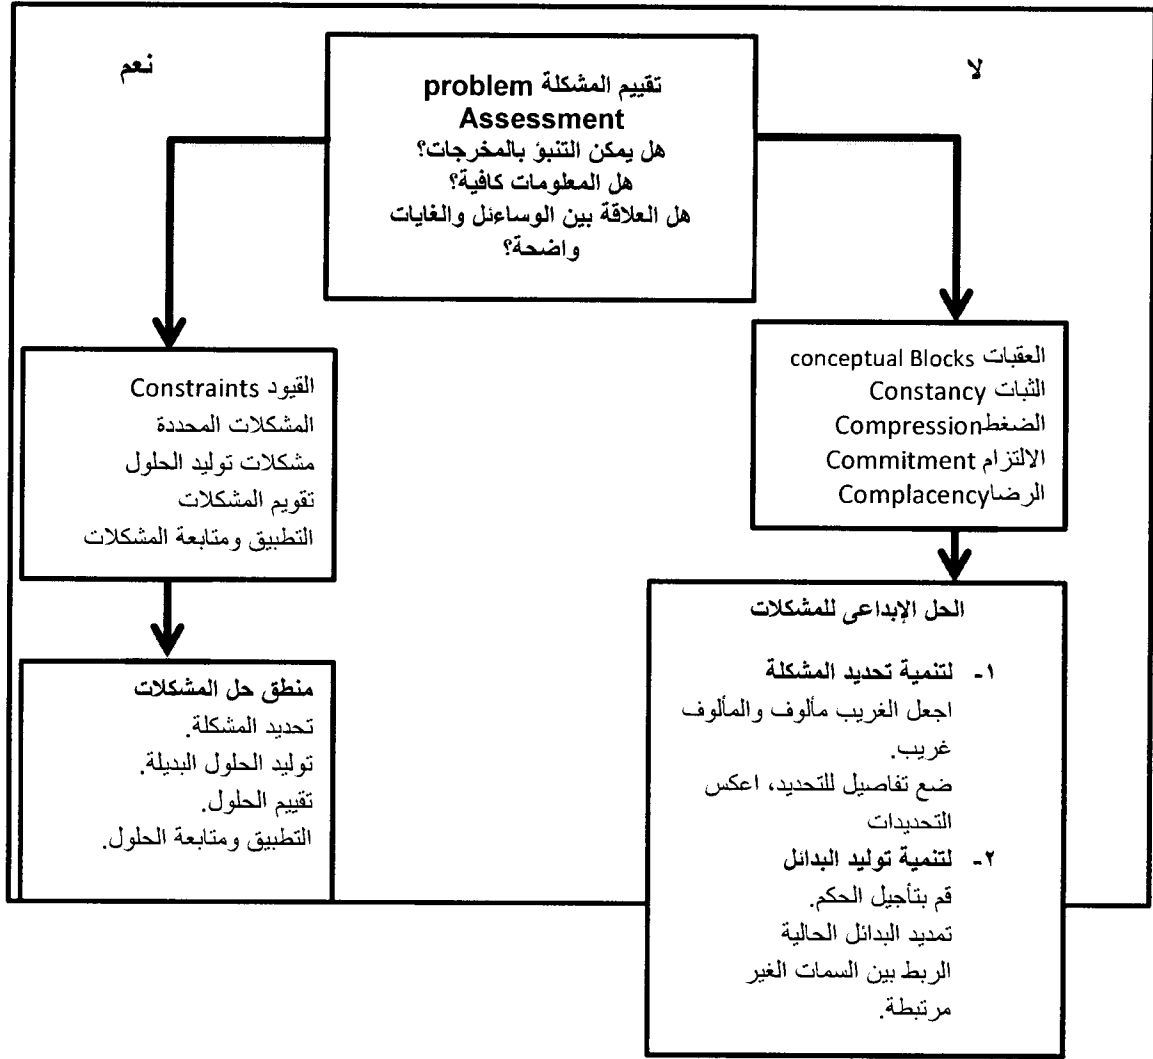 لا
نعم
تقييم المشكلة problem
Assessment
هل يمكن التنبؤ بالمخرجات؟
هل المعلومات كافية؟
هل العلاقة بين الوساءئل والغايات
واضحة؟
العقبات conceptual Blocks
الثبات Constancy
الضغطCompression
الالتزام Commitment
الرضاComplacency
القيود Constraints
المشكلات المحددة
مشكلات توليد الحلول
تقويم المشكلات
التطبيق ومتابعة المشكلات
الحل الإبداعى للمشكلات
١- لتنمية تحديد المشكلة
اجعل الغريب مألوف والمألوف
غريب.
ضع تفاصيل للتحديد، اعكس
التحديدات
٢- لتنمية توليد البدائل
قم بتأجيل الحكم.
تمديد البدائل الحالية
الربط بين السمات الغير
مرتبطة.
منطق حل المشكلات
تحديد المشكلة.
توليد الحلول البديلة.
تقييم الحلول.
التطبيق ومتابعة الحلول.